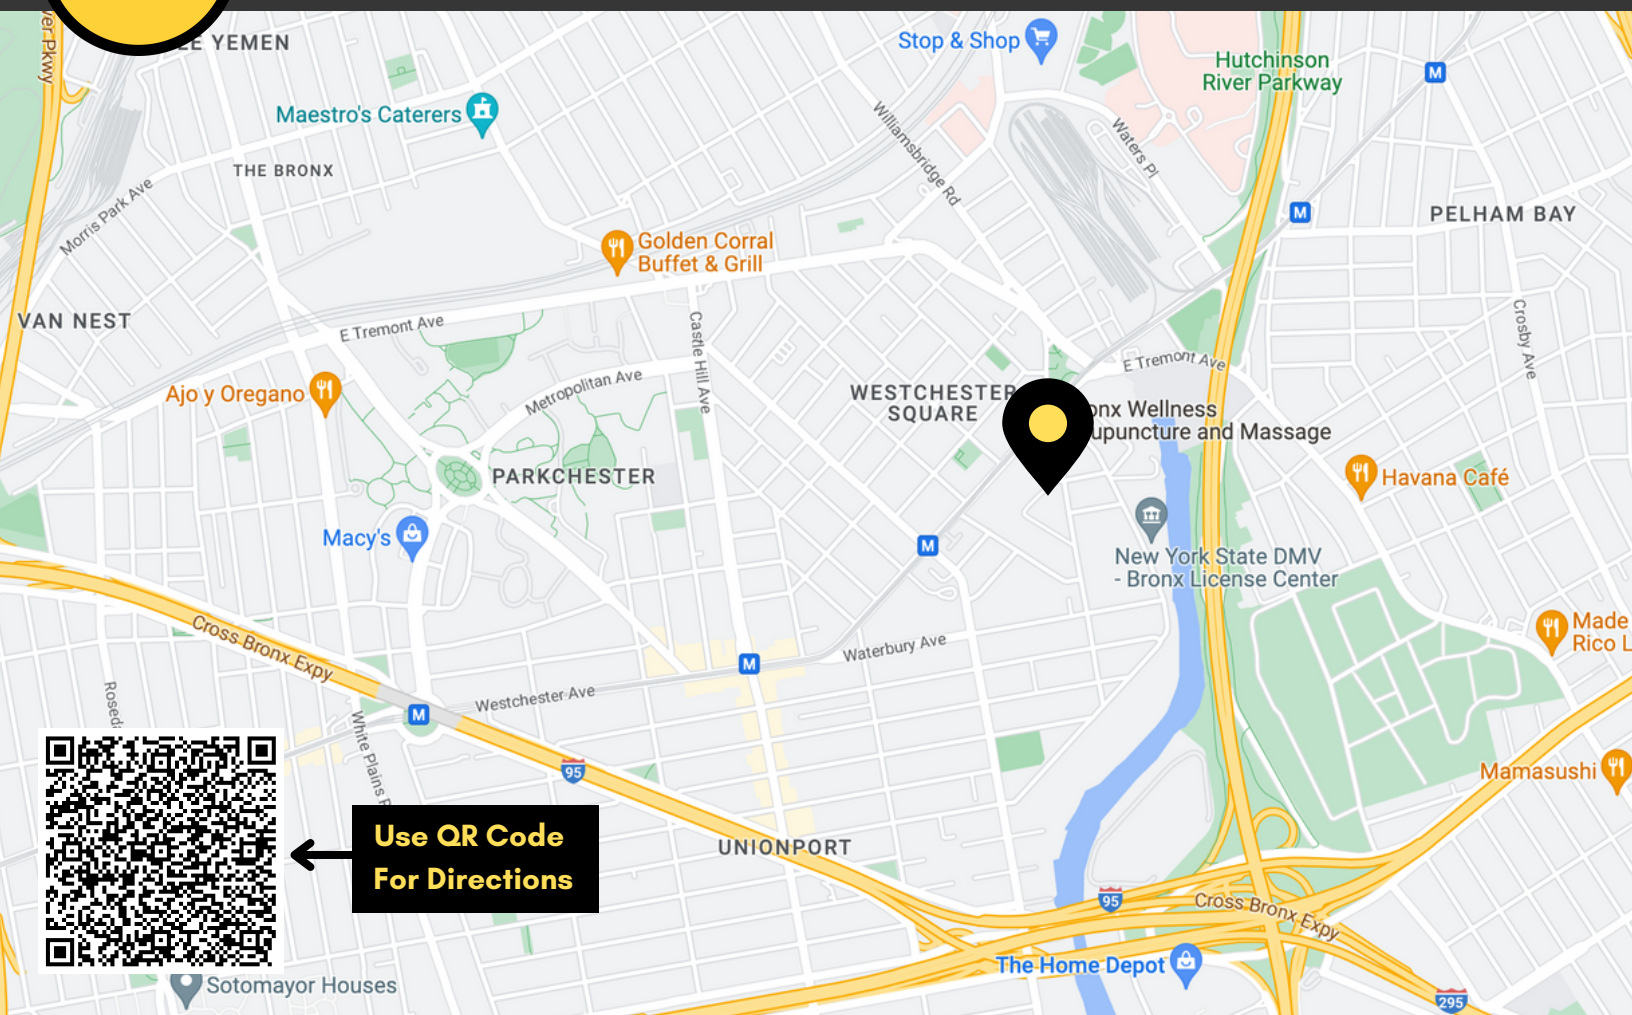 YEMEN
Stop & Shop
Hutchinson
River Parkway
M
Maestro's Caterers
Williamsbridge Rd
Waters Pl
THE BRONX
Morris Park Ave
M
PELHAM BAY
Golden Corral
Buffet & Grill
VAN NEST
E Tremont Ave
Castle Hill Ave
Crosby Ave
E Tremont Ave
Ajo y Oregano
Metropolitan Ave
WESTCHESTER
SQUARE
Wellness
and Massage
PARKCHESTER
Havana Café
Macy's
M
New York State DMV
- Bronx License Center
Cross Bronx Expy
Made
Rico
M
Waterbury Ave
Westchester Ave
M
White Plains
95
Mamasushi
Use QR Code
For Directions
UNIONPORT
95
Cross Bronx Expy
The Home Depot
Sotomayor Houses
295